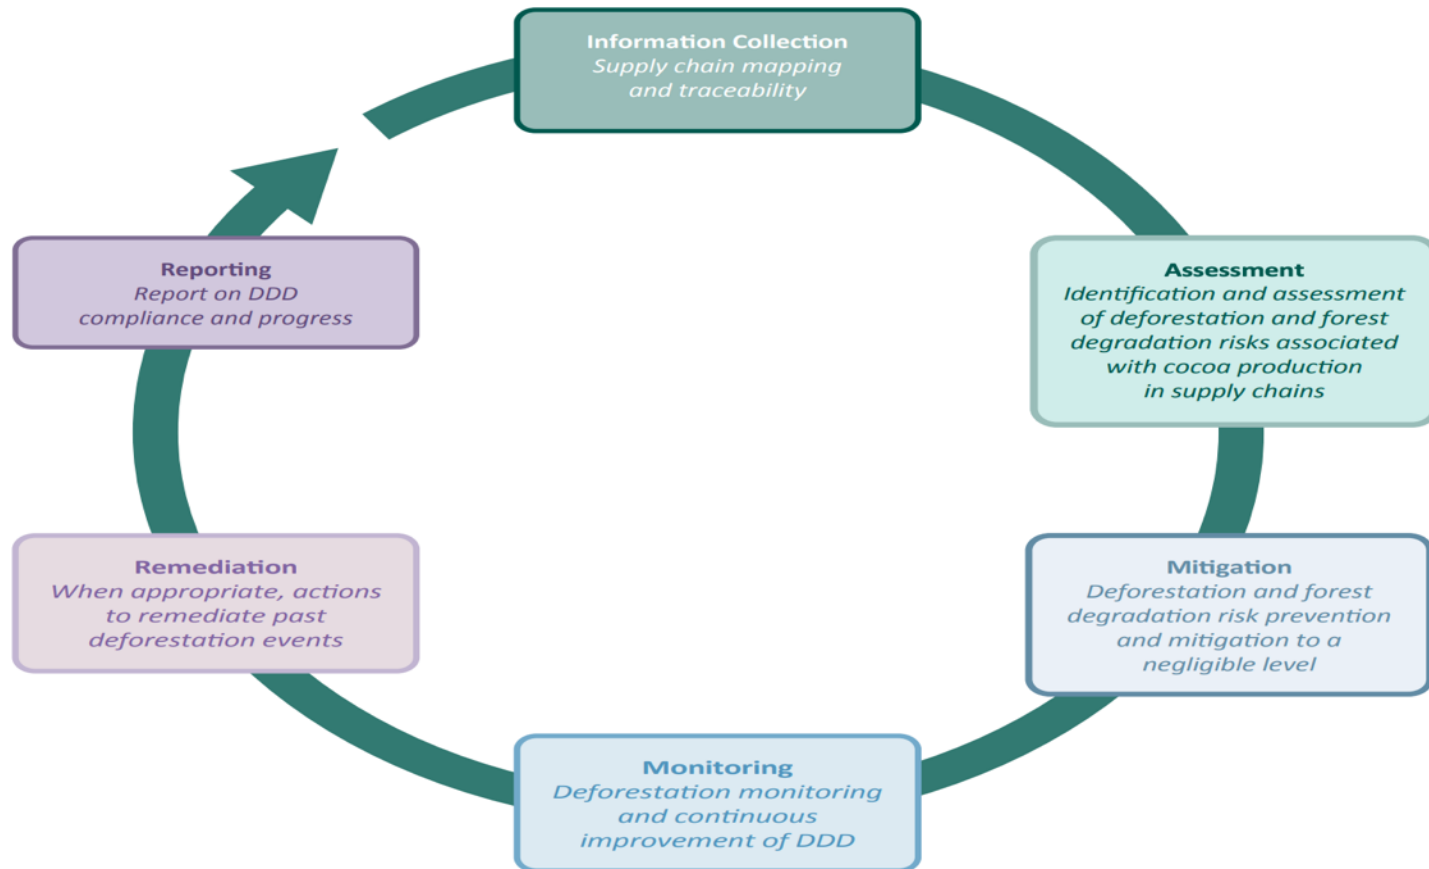 Information Collection
Supply chain mapping
and traceability
Assessment
Identification and assessment
of deforestation and forest
degradation risks associated
with cocoa production
in supply chains
Mitigation
Deforestation and forest
degradation risk prevention
and mitigation to a
negligible level
Monitoring
Deforestation monitoring
and continuous
improvement of DDD
Remediation
When appropriate, actions
to remediate past
deforestation events
Reporting
Report on DDD
compliance and progress